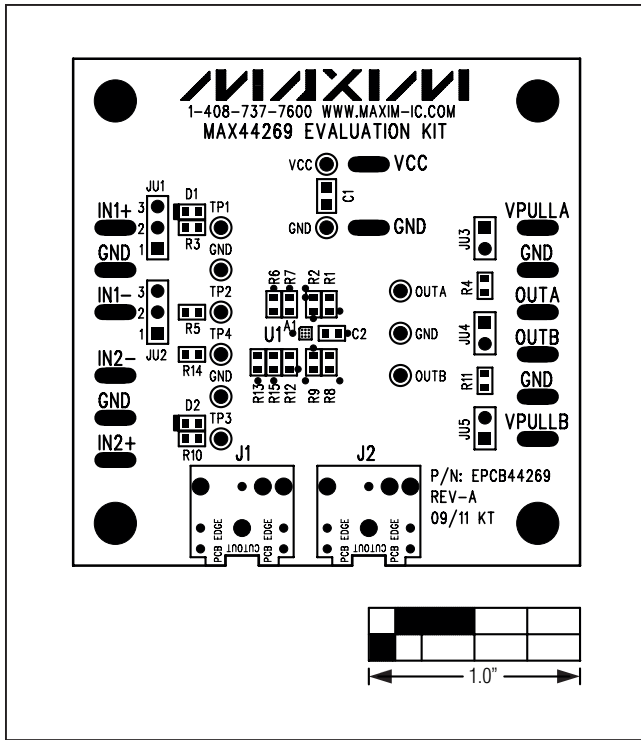 MAXIM
1-408-737-7600 WWW.MAXIM-IC.COM
MAX44269 EVALUATION KIT
VCC VCC
C1
GND GND
JU1
3
2
1
D1
R3
TP1
GND
IN1+
GND
IN1-
JU2
3
2
1
R5
TP2
TP4
R14
GND
IN2-
GND
IN2+
D2
R10
TP3
R6 R7 R2 R1
A1
U1
C2
R13 R15 R12 R9 R8
OUTA
GND
OUTB
JU3
R4
JU4
R11
JU5
VPULLA
GND
OUTA
OUTB
GND
VPULLB
J1 J2
PCB EDGE CUTOUT PCB EDGE
PCB EDGE CUTOUT PCB EDGE
P/N: EPCB44269
REV-A
09/11 KT
1.0”